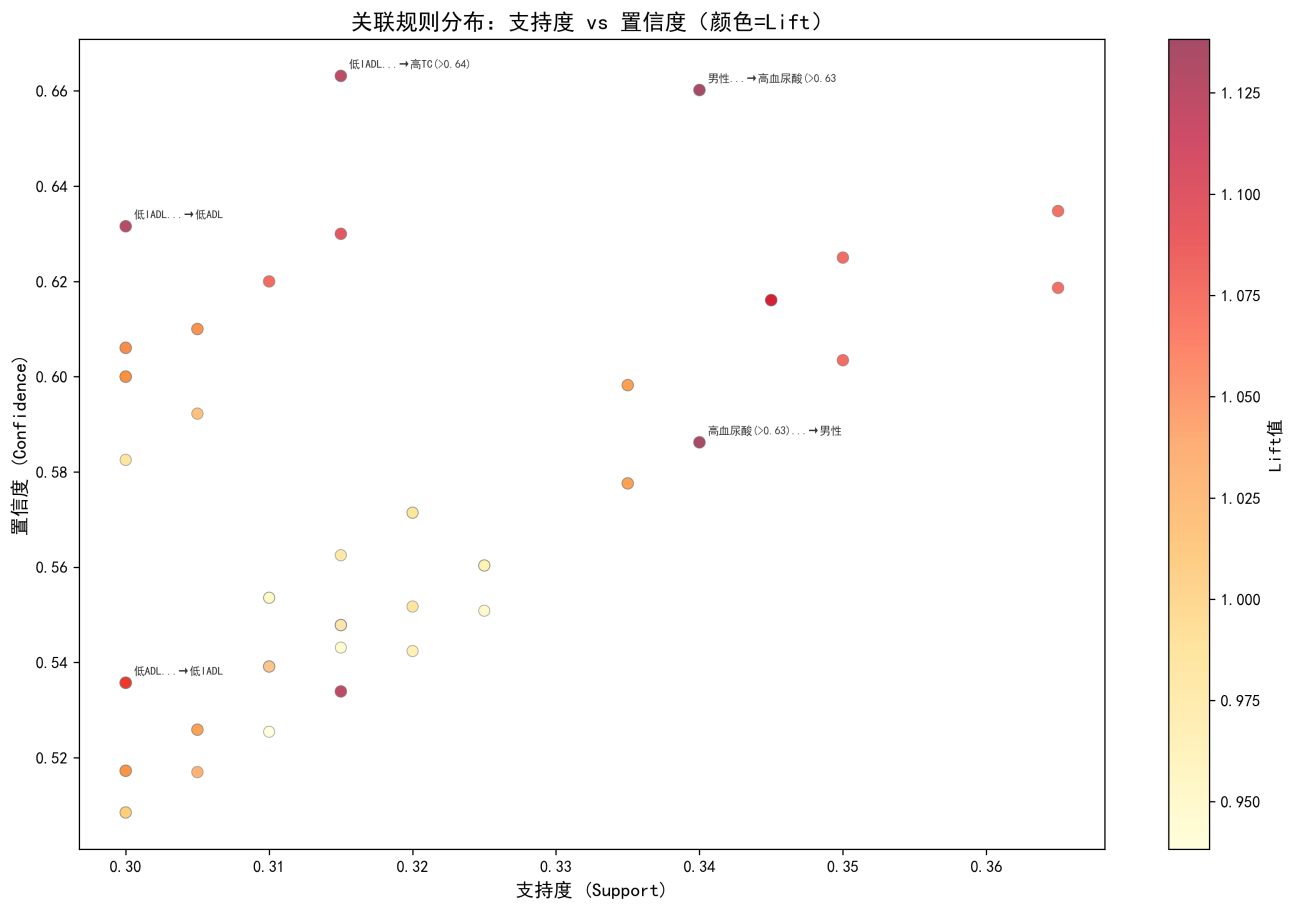 关联规则分布：支持度 vs 置信度（颜色=Lift）
低IADL...→高TC(>0.64)
男性...→高血尿酸(>0.63
低IADL...→低ADL
高血尿酸(>0.63)...→男性
低ADL...→低IADL
置信度 (Confidence)
0.66
0.64
0.62
0.60
0.58
0.56
0.54
0.52
0.30
0.31
0.32
0.33
0.34
0.35
0.36
支持度 (Support)
1.125
1.100
1.075
1.050
1.025
1.000
0.975
0.950
Lift值